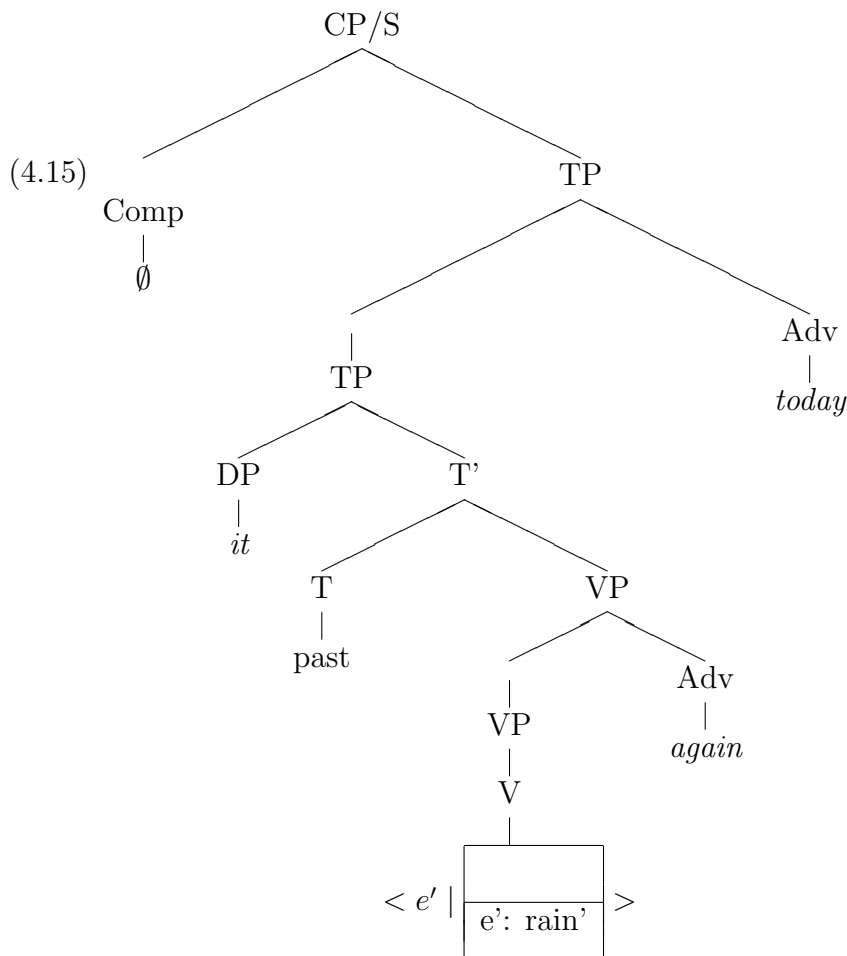 CP/S
(4.15)
TP
Comp
∅
Adv
TP
today
DP
T'
it
T
VP
past
Adv
VP
again
V
< e′ |
e': rain'
>